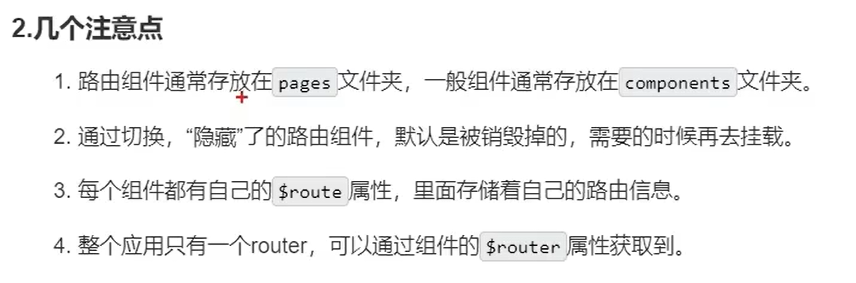 2.几个注意点
1. 路由组件通常存放在pages文件夹，一般组件通常存放在components文件夹。
2. 通过切换，“隐藏”了的路由组件，默认是被销毁掉的，需要的时候再去挂载。
3. 每个组件都有自己的$route属性，里面存储着自己的路由信息。
4. 整个应用只有一个router，可以通过组件的$router属性获取到。